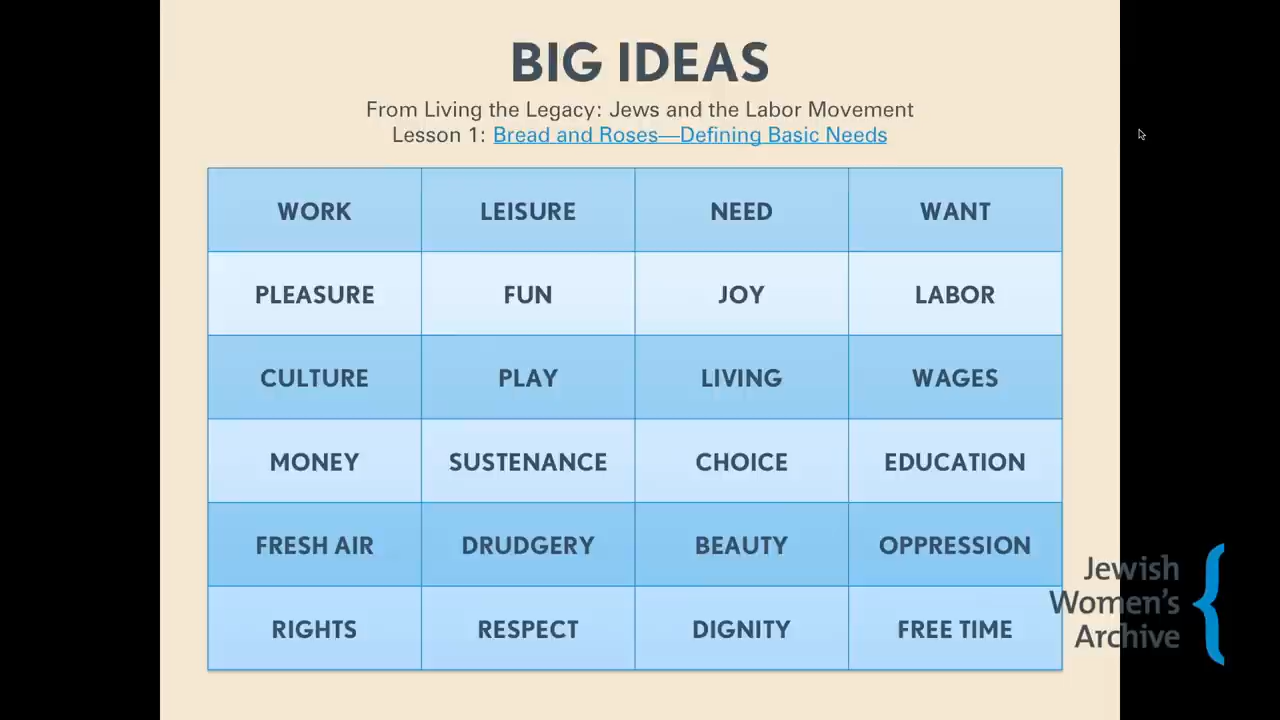 BIG IDEAS
From Living the Legacy: Jews and the Labor Movement
Lesson 1: Bread and Roses—Defining Basic Needs
WORK LEISURE NEED WANT
PLEASURE FUN JOY LABOR
CULTURE PLAY LIVING WAGES
MONEY SUSTENANCE CHOICE EDUCATION
FRESH AIR DRUDGERY BEAUTY OPPRESSION
RIGHTS RESPECT DIGNITY FREE TIME
Jewish
Women's
Archive